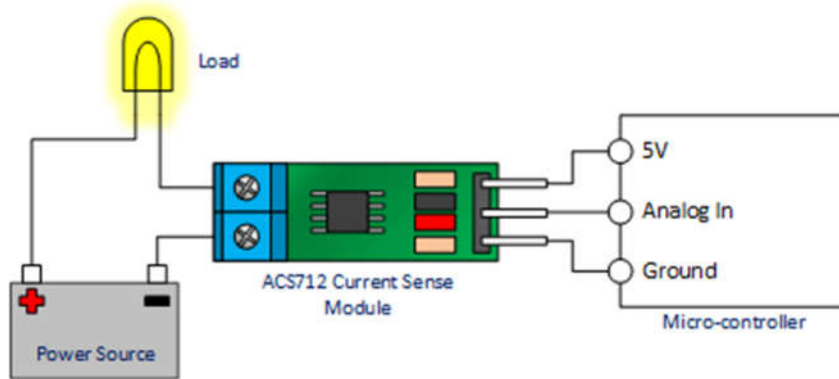 Load
5V
Analog In
Ground
ACS712 Current Sense
Module
Micro-controller
Power Source